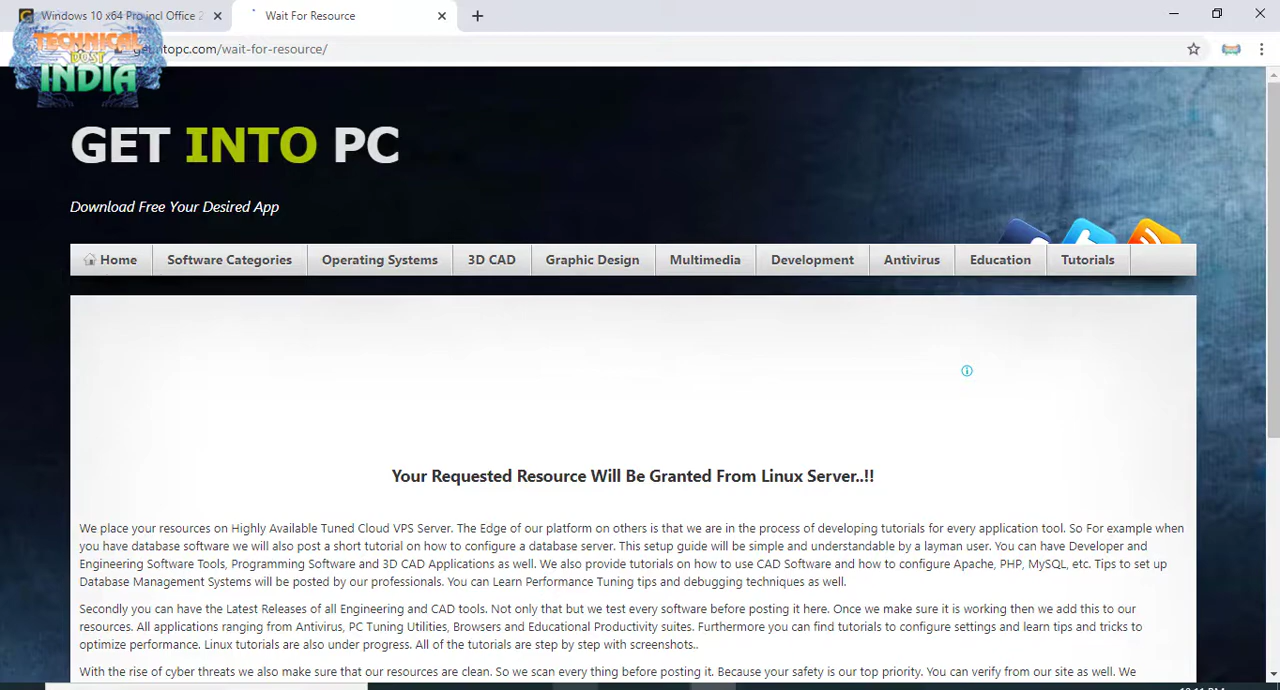 Windows 10 x64 Pro incl Office 2
Wait For Resource
TECHNICAL
DOST
INDIA
getintopc.com/wait-for-resource/
GET INTO PC
Download Free Your Desired App
Home Software Categories Operating Systems 3D CAD Graphic Design Multimedia Development Antivirus Education Tutorials
Your Requested Resource Will Be Granted From Linux Server..!!
We place your resources on Highly Available Tuned Cloud VPS Server. The Edge of our platform on others is that we are in the process of developing tutorials for every application tool. So For example when
you have database software we will also post a short tutorial on how to configure a database server. This setup guide will be simple and understandable by a layman user. You can have Developer and
Engineering Software Tools, Programming Software and 3D CAD Applications as well. We also provide tutorials on how to use CAD Software and how to configure Apache, PHP, MySQL, etc. Tips to set up
Database Management Systems will be posted by our professionals. You can Learn Performance Tuning tips and debugging techniques as well.
Secondly you can have the Latest Releases of all Engineering and CAD tools. Not only that but we test every software before posting it here. Once we make sure it is working then we add this to our
resources. All applications ranging from Antivirus, PC Tuning Utilities, Browsers and Educational Productivity suites. Furthermore you can find tutorials to configure settings and learn tips and tricks to
optimize performance. Linux tutorials are also under progress. All of the tutorials are step by step with screenshots..
With the rise of cyber threats we also make sure that our resources are clean. So we scan every thing before posting it. Because your safety is our top priority. You can verify from our site as well. We